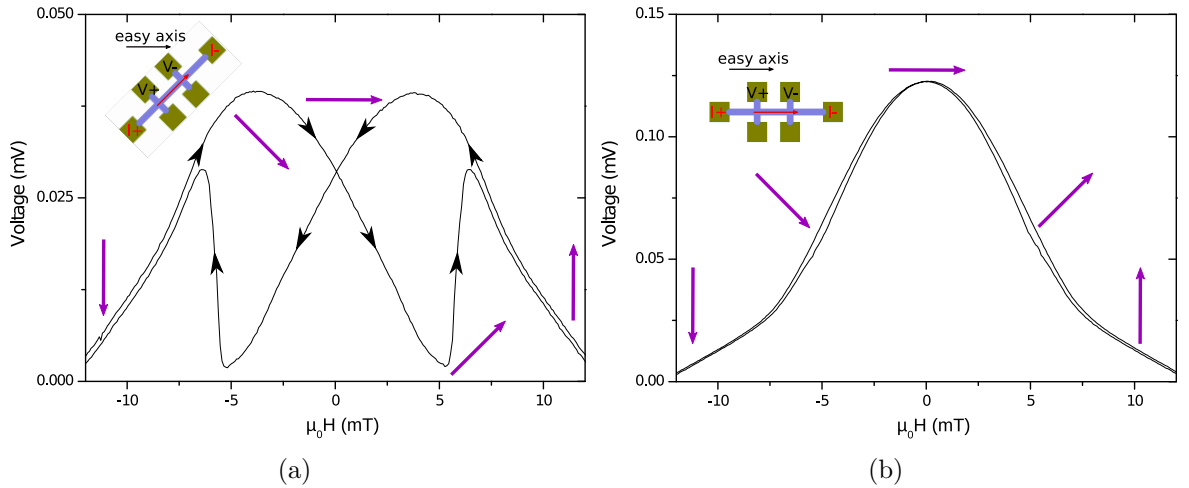 easy axis
I-
V-
V+
I+
0.050
0.025
0.000
Voltage (mV)
-10
-5
0
5
10
μ₀H (mT)
(a)
easy axis
V+ V-
I+
I-
0.15
0.10
0.05
0.00
Voltage (mV)
-10
-5
0
5
10
μ₀H (mT)
(b)